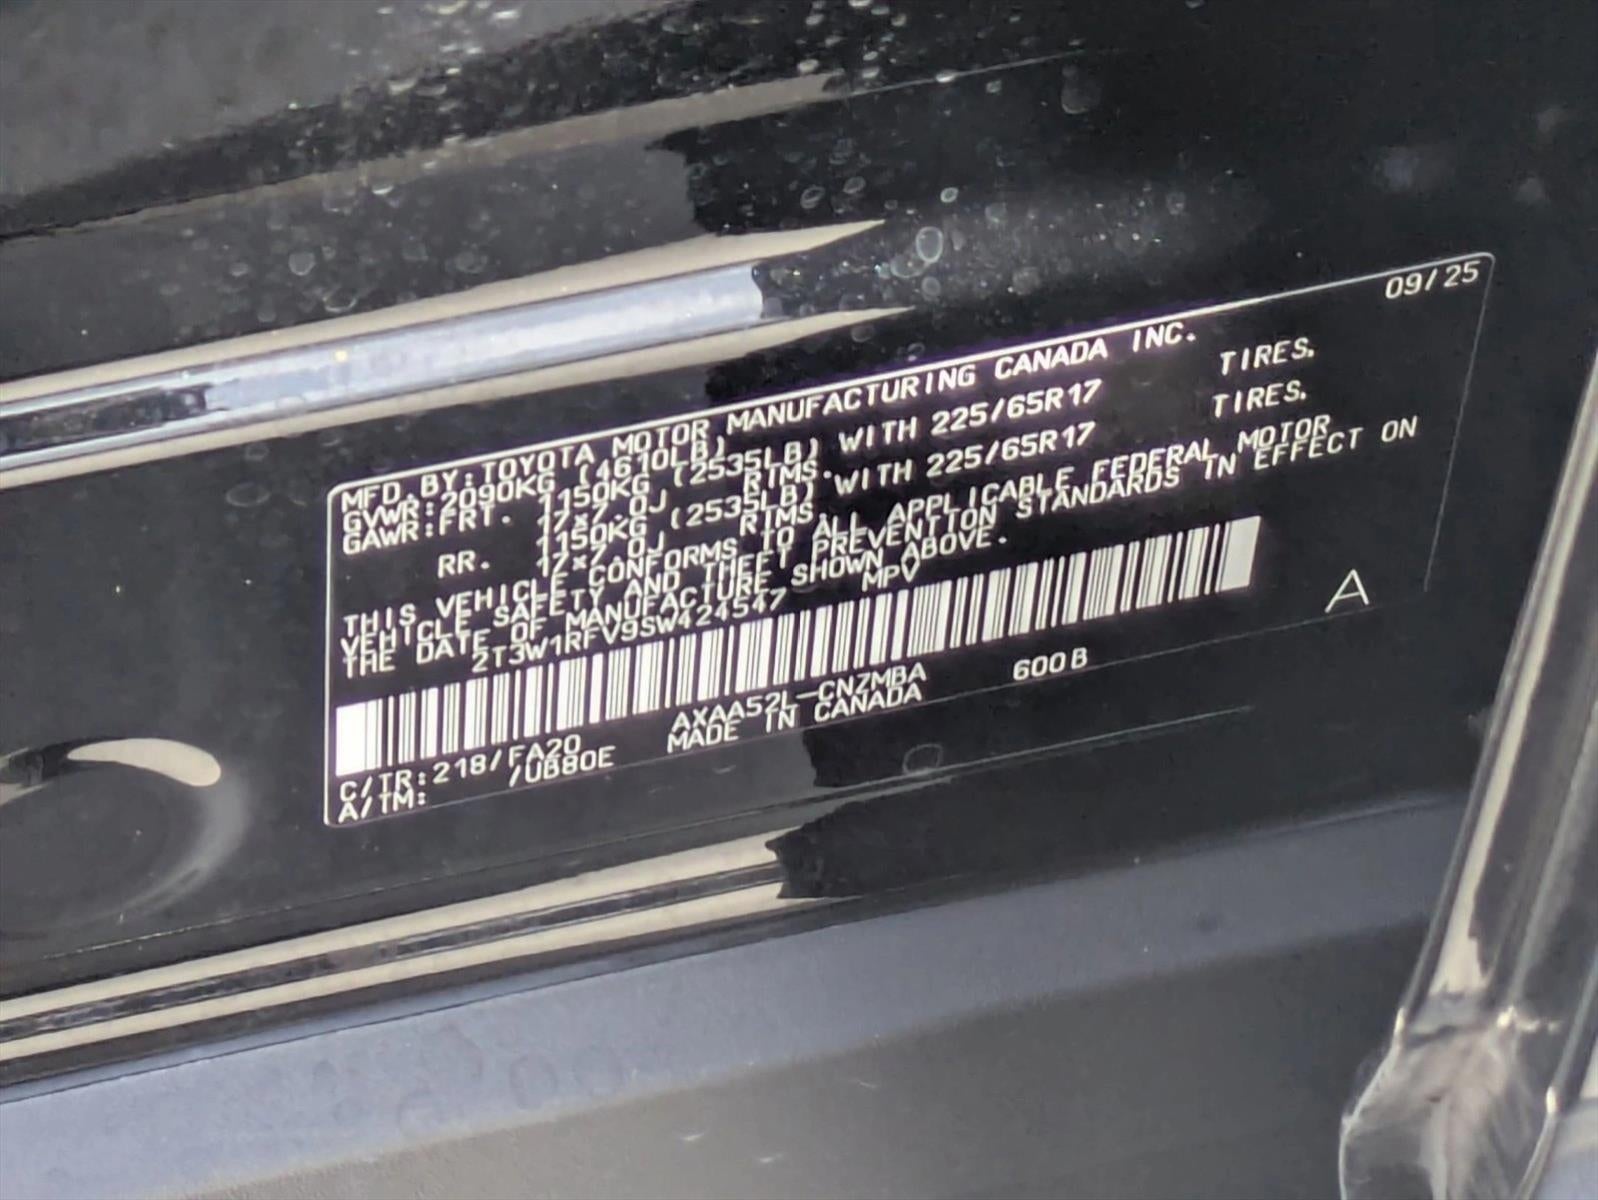 09/25
MFD. BY: TOYOTA MOTOR MANUFACTURING CANADA INC.
GVWR: 2090KG (4610LB)
GAWR: FRT. 1150KG (2535LB) WITH 225/65R17 TIRES.
17x7.0J RIMS.
RR. 1150KG (2535LB) WITH 225/65R17 TIRES.
17x7.0J RIMS.
THIS VEHICLE CONFORMS TO ALL APPLICABLE FEDERAL MOTOR
VEHICLE SAFETY AND THEFT PREVENTION STANDARDS IN EFFECT ON
THE DATE OF MANUFACTURE SHOWN ABOVE.
2T3W1RFV9SW424547 MPV
A
C/TR: 218/FA20 AXAA52L-CNZMBA 600B
A/TM: /UB80E MADE IN CANADA